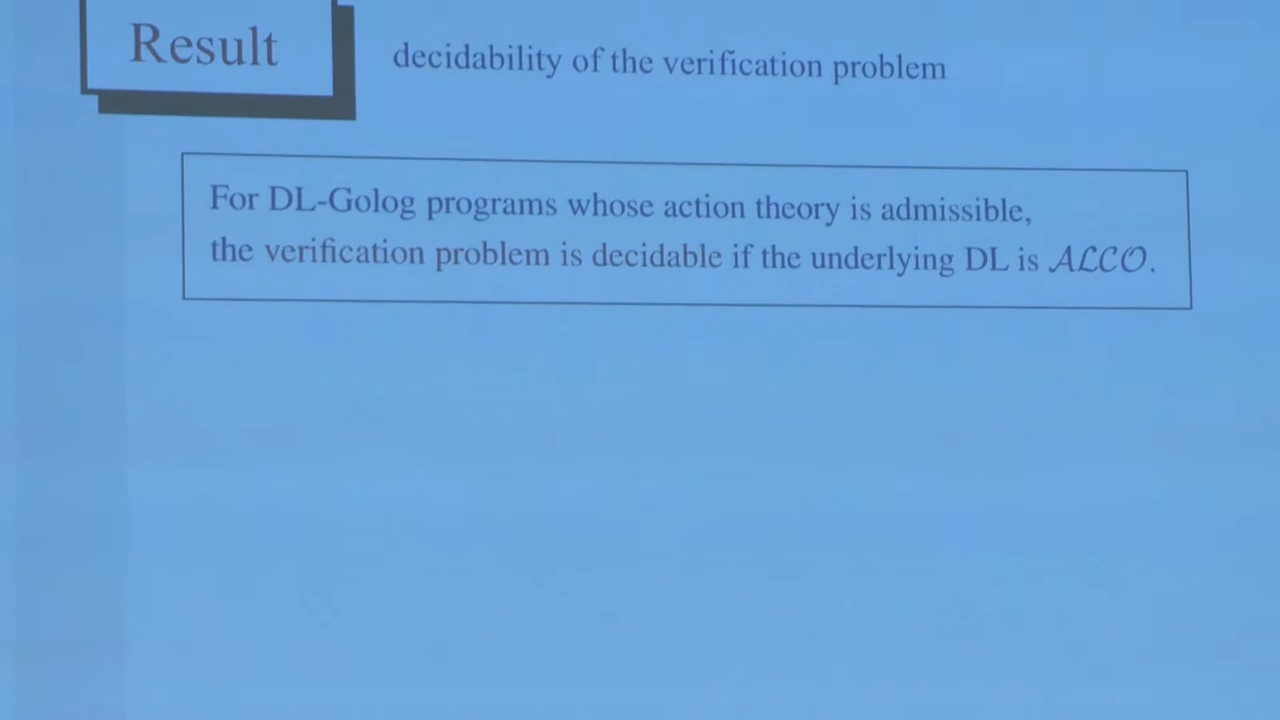 Result
decidability of the verification problem
For DL-Golog programs whose action theory is admissible,
the verification problem is decidable if the underlying DL is ALCO.